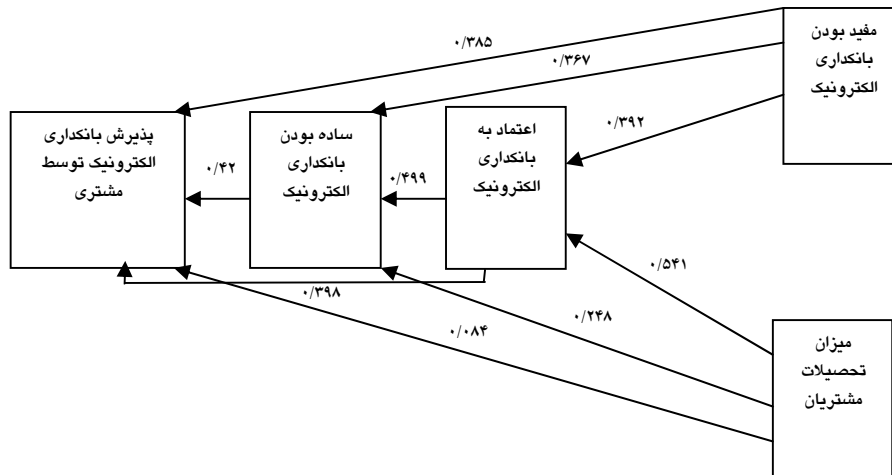 مفید بودن
بانکداری
الکترونیک
۰/۳۸۵
۰/۳۶۷
۰/۳۹۲
اعتماد به
بانکداری
الکترونیک
ساده بودن
بانکداری
الکترونیک
پذیرش بانکداری
الکترونیک توسط
مشتری
۰/۴۹۹
۰/۴۲
۰/۵۴۱
۰/۳۹۸
۰/۲۴۸
۰/۰۸۴
میزان
تحصیلات
مشتریان